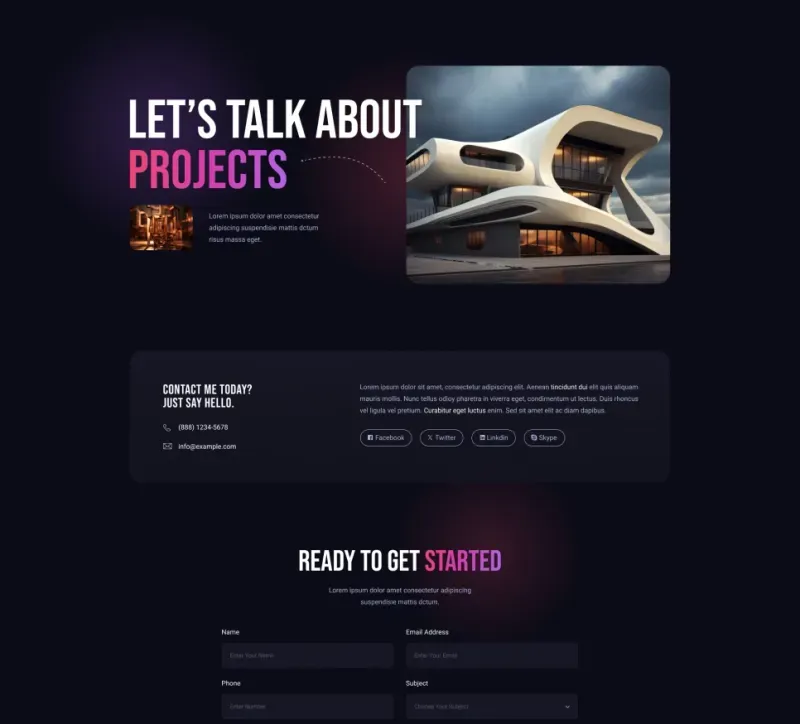 LET'S TALK ABOUT
PROJECTS
Lorem ipsum dolor amet consectetur
adipiscing suspendisie mattis dctum
risus massa eget.
CONTACT ME TODAY?
JUST SAY HELLO.
(888) 1234-5678
info@example.com
Lorem ipsum dolor sit amet, consectetur adipiscing elit. Aenean tincidunt dui elit quis aliquam
mauris mollis. Nunc tellus odioy pharetra in viverra eget, condimentum ut lectus. Duis rhoncus
vel ligula vel pretium. Curabitur eget luctus enim. Sed sit amet elit ac diam dapibus.
Facebook
Twitter
Linkdin
Skype
READY TO GET STARTED
Lorem ipsum dolor amet consectetur adipiscing
suspendisie mattis dctum.
Name
Email Address
Enter Your Name
Enter Your Email
Phone
Subject
Enter Number
Choose Your Subject